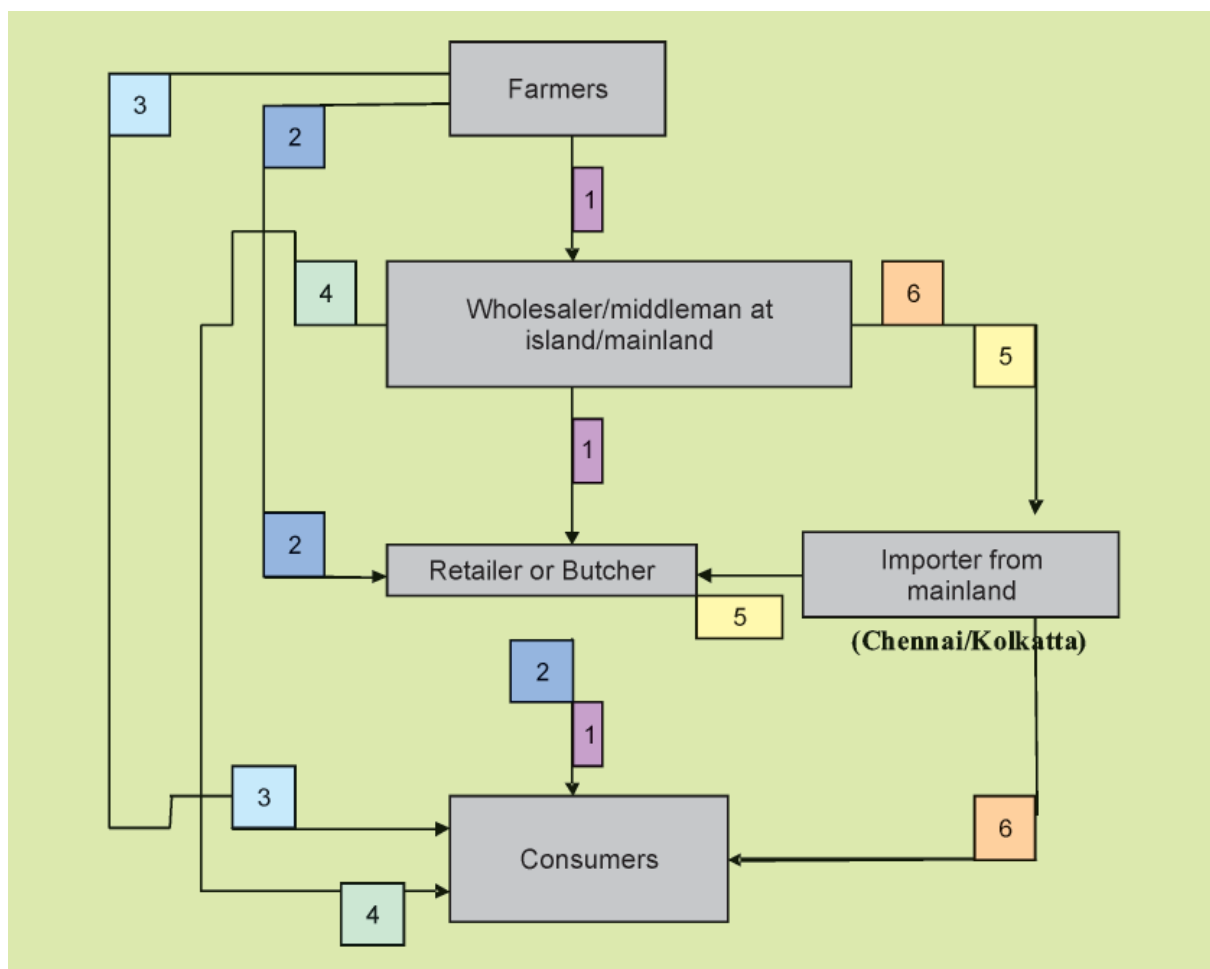 Farmers
3
2
1
4
Wholesaler/middleman at
island/mainland
6
5
1
2
Retailer or Butcher
Importer from
mainland
5
(Chennai/Kolkatta)
2
1
3
6
Consumers
4